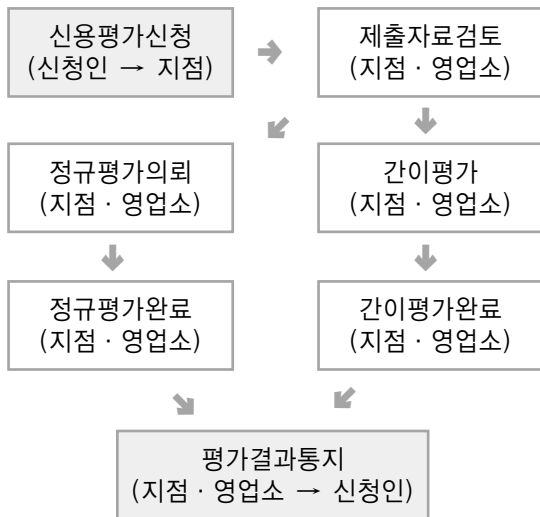 신용평가신청
(신청인 → 지점)
제출자료검토
(지점 · 영업소)
정규평가의뢰
(지점 · 영업소)
간이평가
(지점 · 영업소)
정규평가완료
(지점 · 영업소)
간이평가완료
(지점 · 영업소)
평가결과통지
(지점 · 영업소 → 신청인)